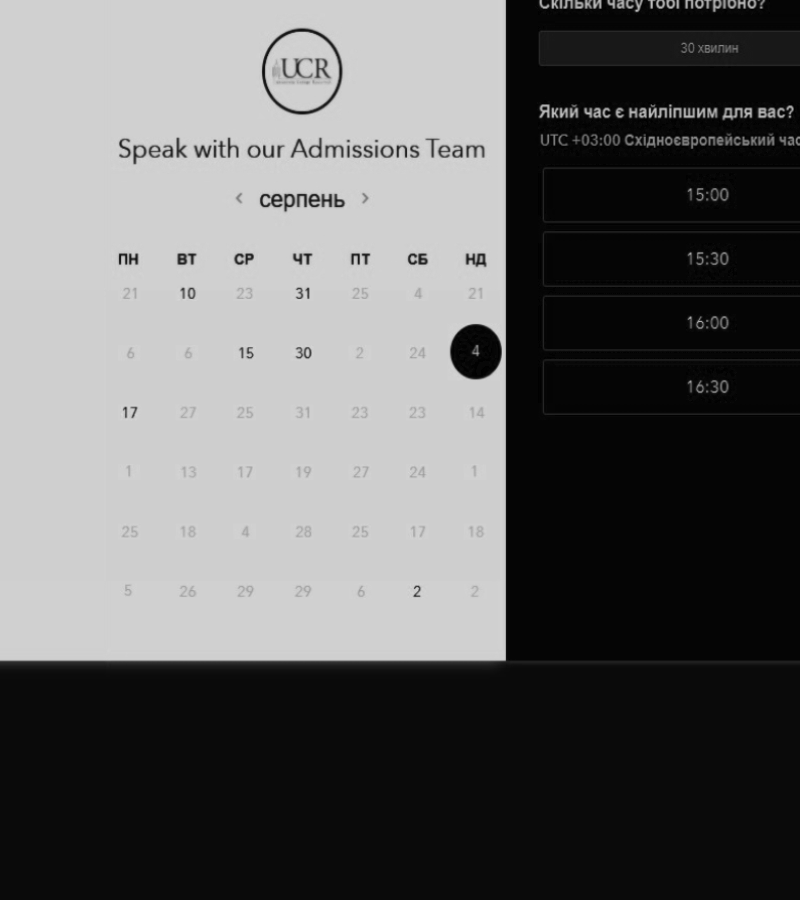 UCR
Speak with our Admissions Team
‹ серпень ›
ПН ВТ СР ЧТ ПТ СБ НД
21 10 23 31 25 4 21
6 6 15 30 2 24 4
17 27 25 31 23 23 14
1 13 17 19 27 24 1
25 18 4 28 25 17 18
5 26 29 29 6 2 2
Скільки часу тобі потрібно?
30 хвилин
Який час є найліпшим для вас?
UTC +03:00 Східноєвропейський час
15:00
15:30
16:00
16:30